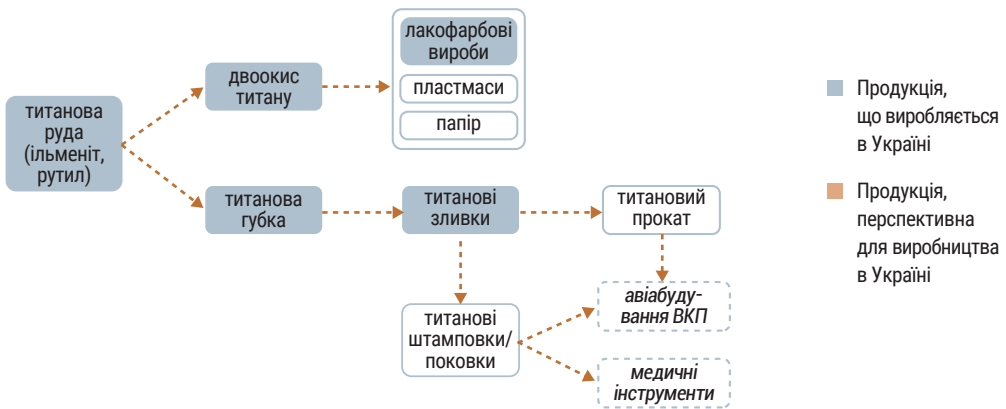 титанова
руда
(ільменіт,
рутил)
двоокис
титану
лакофарбові
вироби
пластмаси
папір
титанова
губка
титанові
зливки
титановий
прокат
титанові
штамповки/
поковки
авіабуду-
вання ВКП
медичні
інструменти
Продукція,
що виробляється
в Україні
Продукція,
перспективна
для виробництва
в Україні